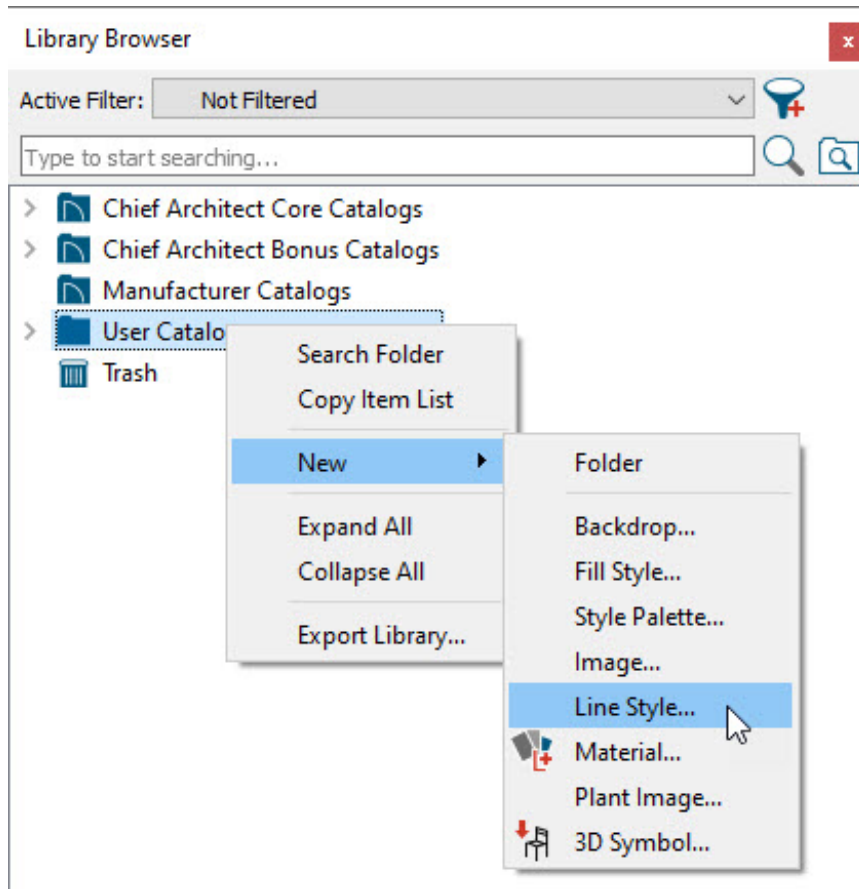 Library Browser
x
Active Filter: Not Filtered
Type to start searching...
Chief Architect Core Catalogs
Chief Architect Bonus Catalogs
Manufacturer Catalogs
User Catalo
Trash
Search Folder
Copy Item List
New
Expand All
Collapse All
Export Library...
Folder
Backdrop...
Fill Style...
Style Palette...
Image...
Line Style...
Material...
Plant Image...
3D Symbol...